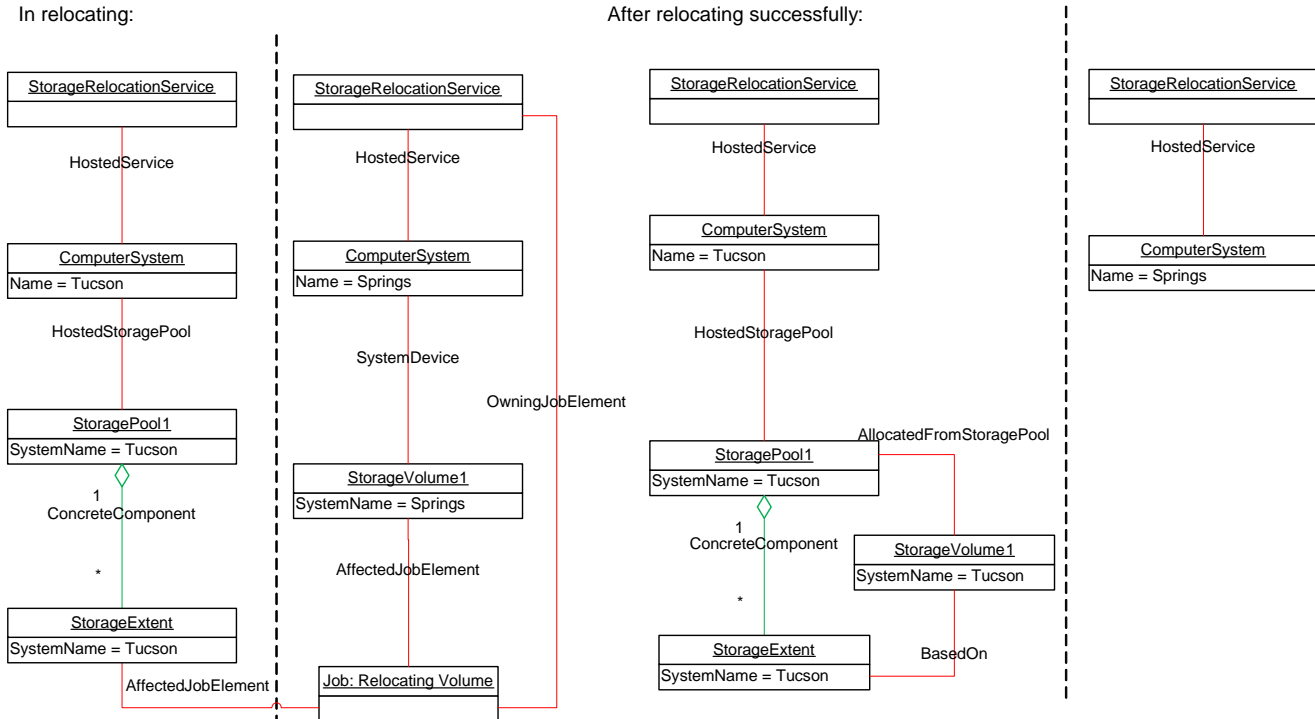 In relocating:
StorageRelocationService
HostedService
ComputerSystem
Name = Tucson
HostedStoragePool
StoragePool1
SystemName = Tucson
1
ConcreteComponent
*
StorageExtent
SystemName = Tucson
AffectedJobElement
StorageRelocationService
HostedService
ComputerSystem
Name = Springs
SystemDevice
OwningJobElement
StorageVolume1
SystemName = Springs
AffectedJobElement
Job: Relocating Volume
After relocating successfully:
StorageRelocationService
HostedService
ComputerSystem
Name = Tucson
HostedStoragePool
AllocatedFromStoragePool
StoragePool1
SystemName = Tucson
1
ConcreteComponent
*
StorageVolume1
SystemName = Tucson
BasedOn
StorageExtent
SystemName = Tucson
StorageRelocationService
HostedService
ComputerSystem
Name = Springs